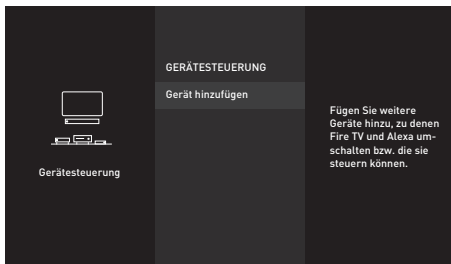 Gerätesteuerung
GERÄTESTEUERUNG
Gerät hinzufügen
Fügen Sie weitere
Geräte hinzu, zu denen
Fire TV und Alexa um-
schalten bzw. die sie
steuern können.